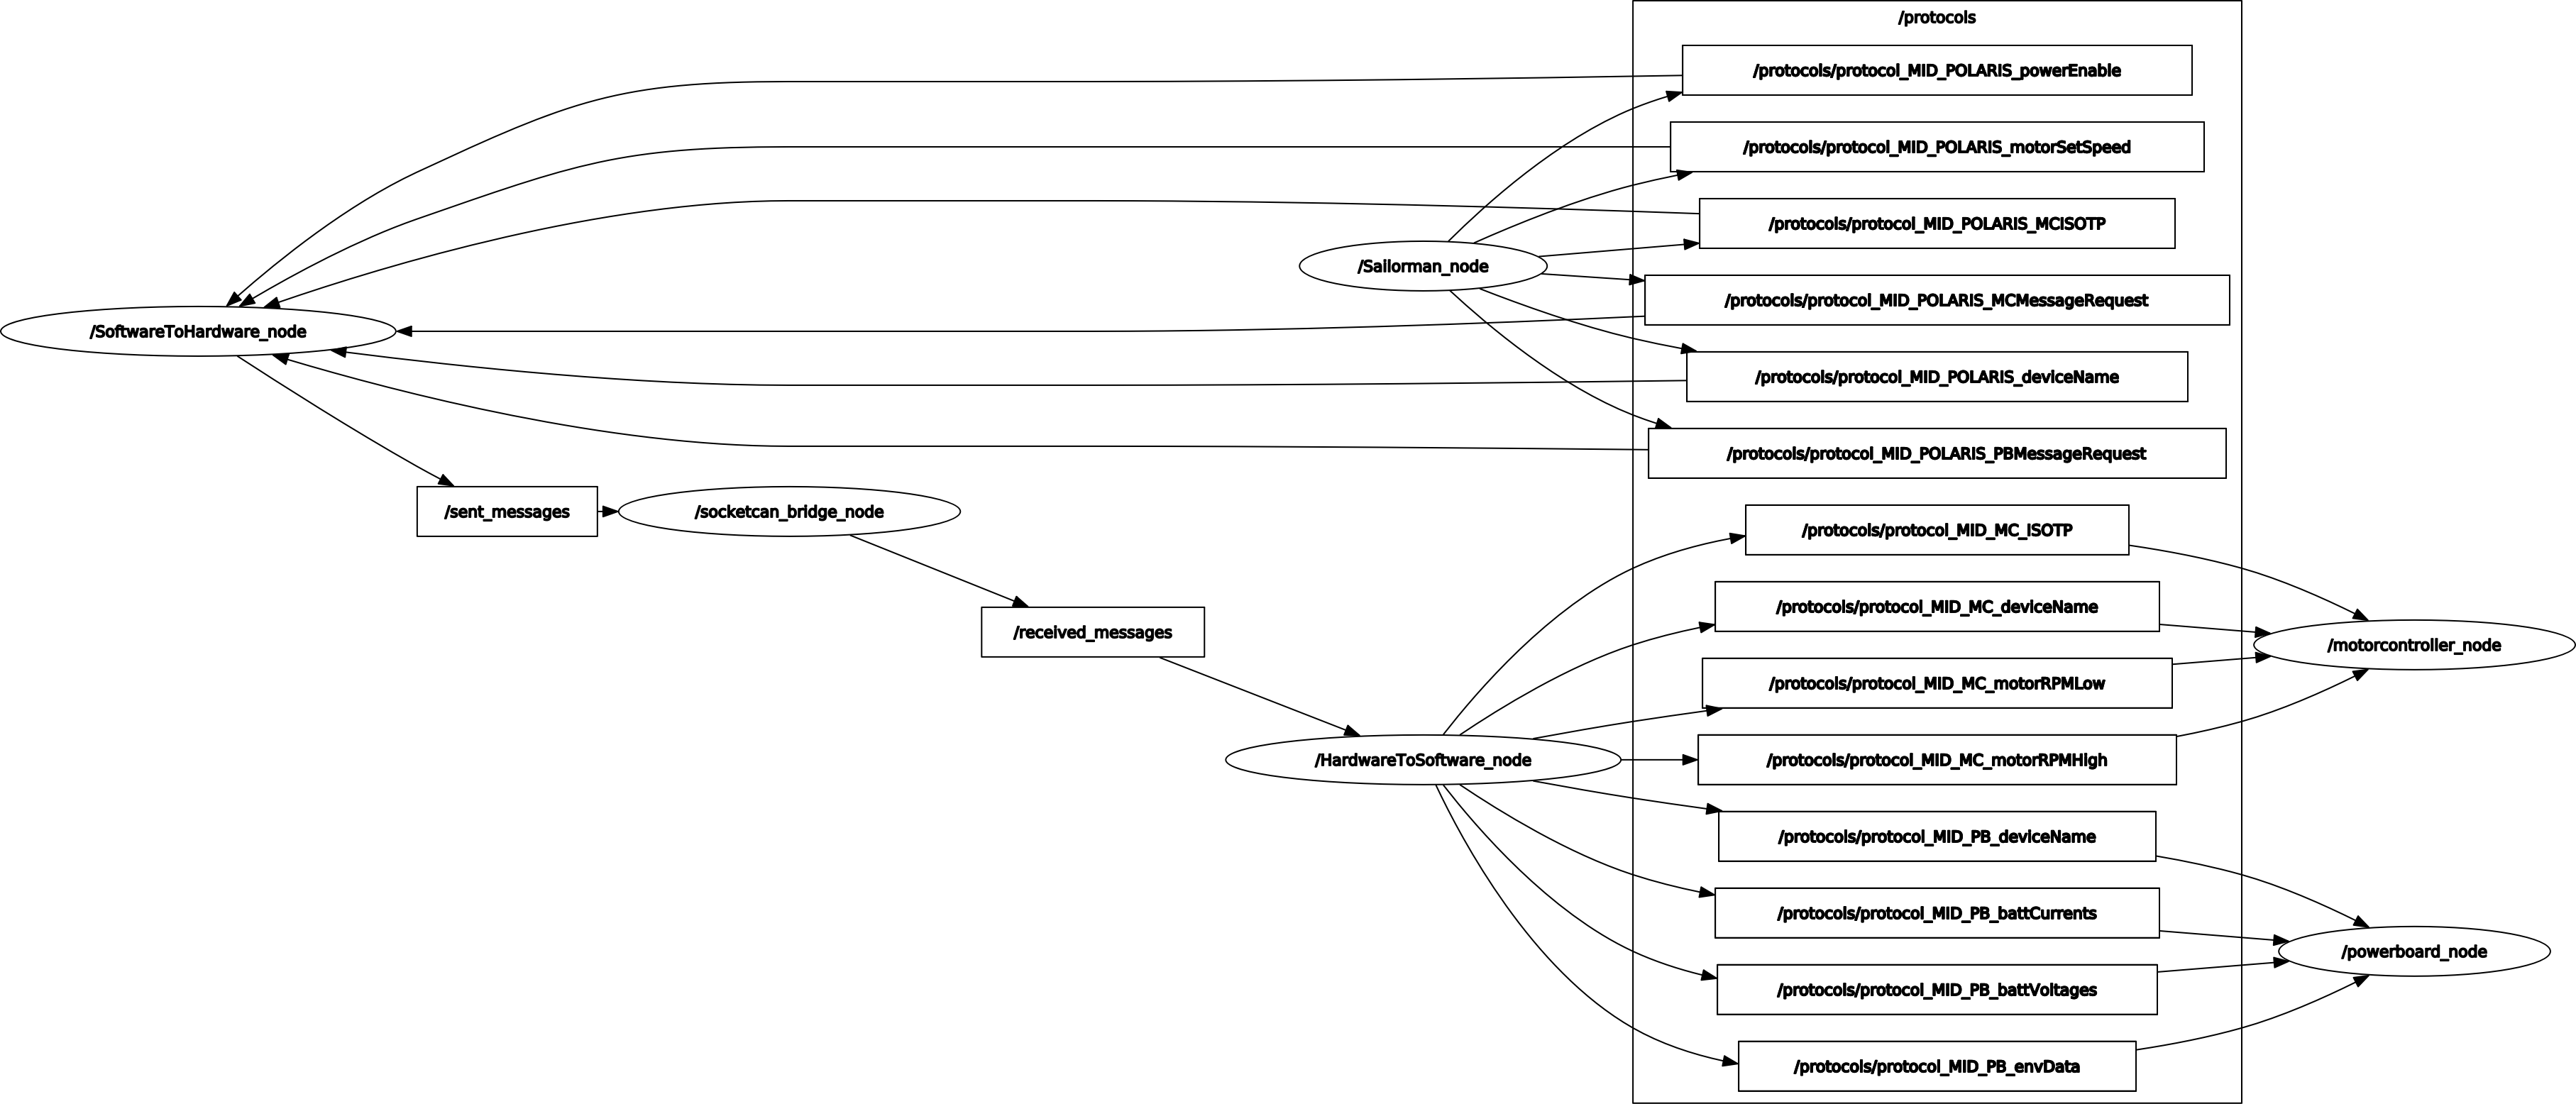 /protocols
/protocols/protocol_MID_POLARIS_powerEnable
/protocols/protocol_MID_POLARIS_motorSetSpeed
/protocols/protocol_MID_POLARIS_MCISOTP
/Sailorman_node
/protocols/protocol_MID_POLARIS_MCMessageRequest
/SoftwareToHardware_node
/protocols/protocol_MID_POLARIS_deviceName
/protocols/protocol_MID_POLARIS_PBMessageRequest
/sent_messages
/socketcan_bridge_node
/protocols/protocol_MID_MC_ISOTP
/protocols/protocol_MID_MC_deviceName
/received_messages
/motorcontroller_node
/protocols/protocol_MID_MC_motorRPMLow
/HardwareToSoftware_node
/protocols/protocol_MID_MC_motorRPMHigh
/protocols/protocol_MID_PB_deviceName
/protocols/protocol_MID_PB_battCurrents
/powerboard_node
/protocols/protocol_MID_PB_battVoltages
/protocols/protocol_MID_PB_envData